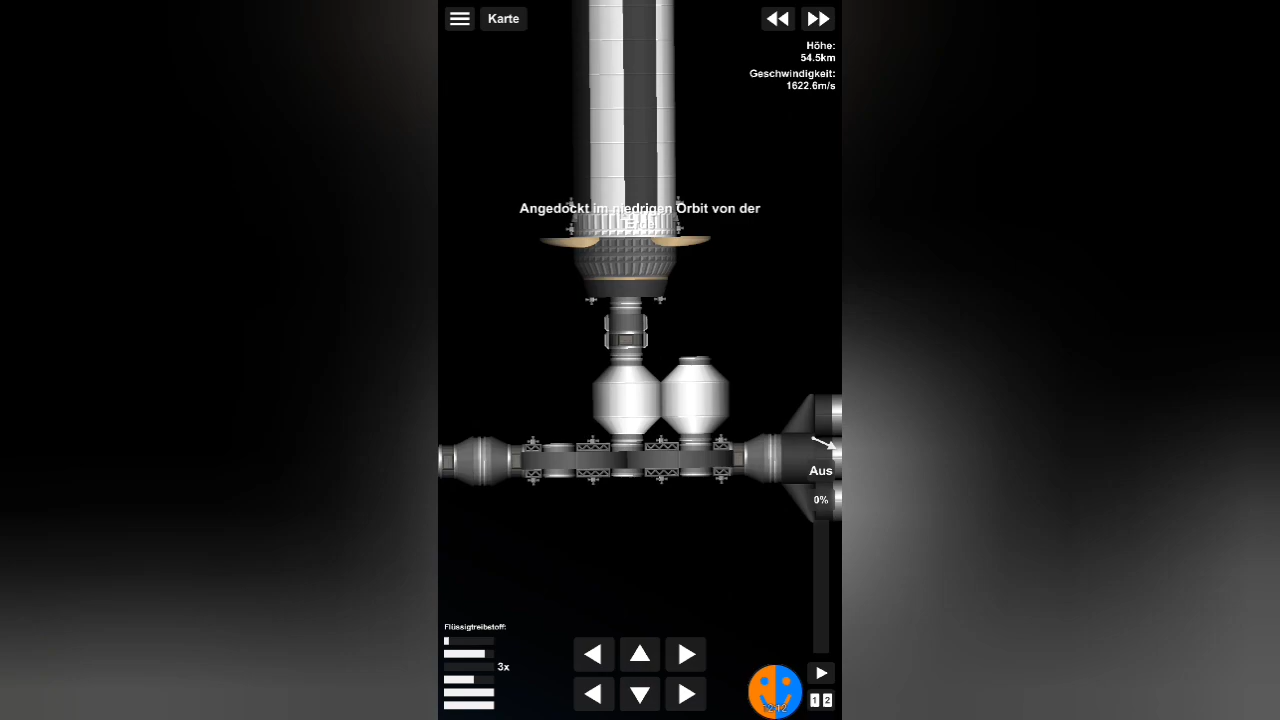 Karte
Höhe:
54.5km
Geschwindigkeit:
1622.6m/s
Angedockt im niedrigen Orbit von der
Aus
0%
Flüssigtreibstoff:
3x
1 2